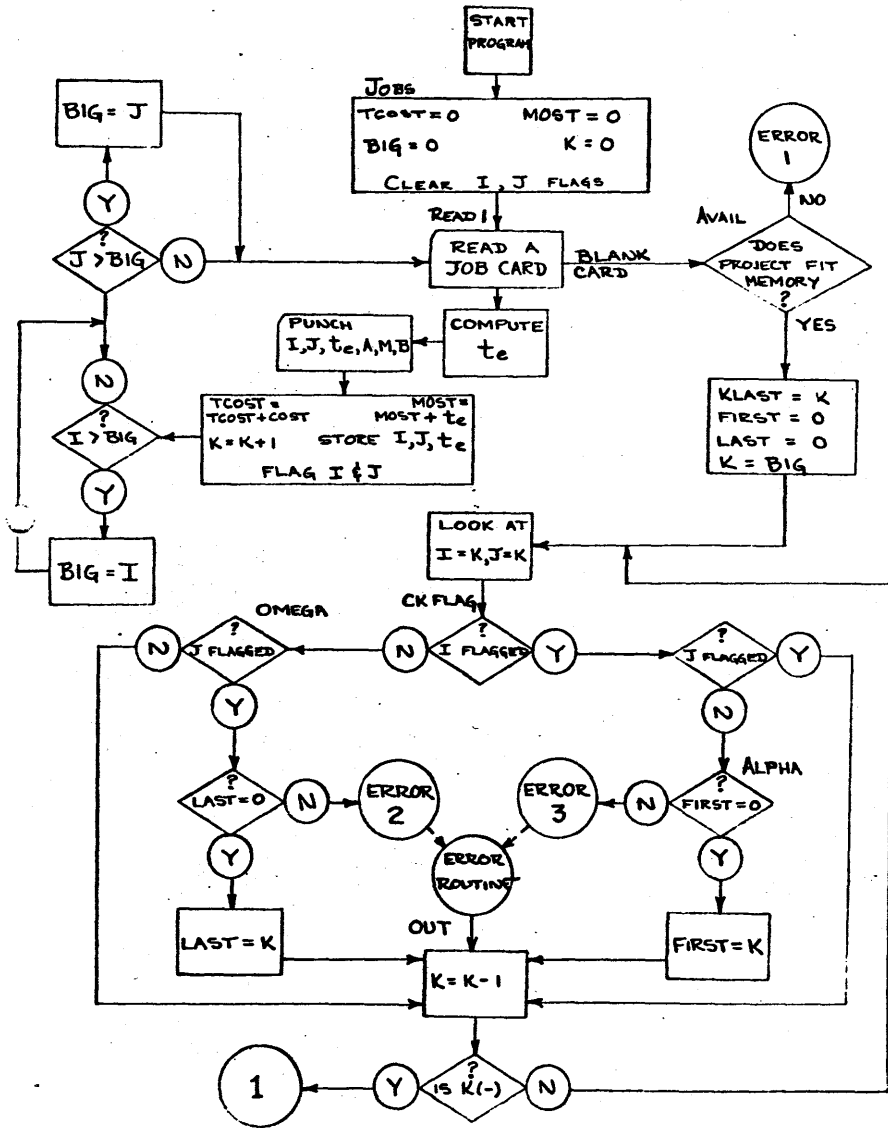 START
PROGRAM
JOBS
TCOST = 0 MOST = 0
BIG = 0 K = 0
CLEAR I, J FLAGS
BIG = J
Y
?
J > BIG
N
READ 1
READ A
JOB CARD
BLANK
CARD
ERROR
1
NO
AVAIL
DOES
PROJECT FIT
MEMORY
?
YES
COMPUTE
te
PUNCH
I, J, te, A, M, B
TCOST = MOST =
TCOST + COST MOST + te
K = K + 1 STORE I, J, te
FLAG I & J
N
?
I > BIG
Y
BIG = I
KLAST = K
FIRST = 0
LAST = 0
K = BIG
LOOK AT
I = K, J = K
CK FLAG
?
I FLAGGED
N
Y
OMEGA
?
J FLAGGED
N
Y
?
J FLAGGED
Y
N
?
LAST = 0
N
Y
ERROR
2
ERROR
3
ALPHA
?
FIRST = 0
N
Y
ERROR
ROUTINE
OUT
LAST = K
FIRST = K
K = K - 1
?
IS K(-)
Y
N
1